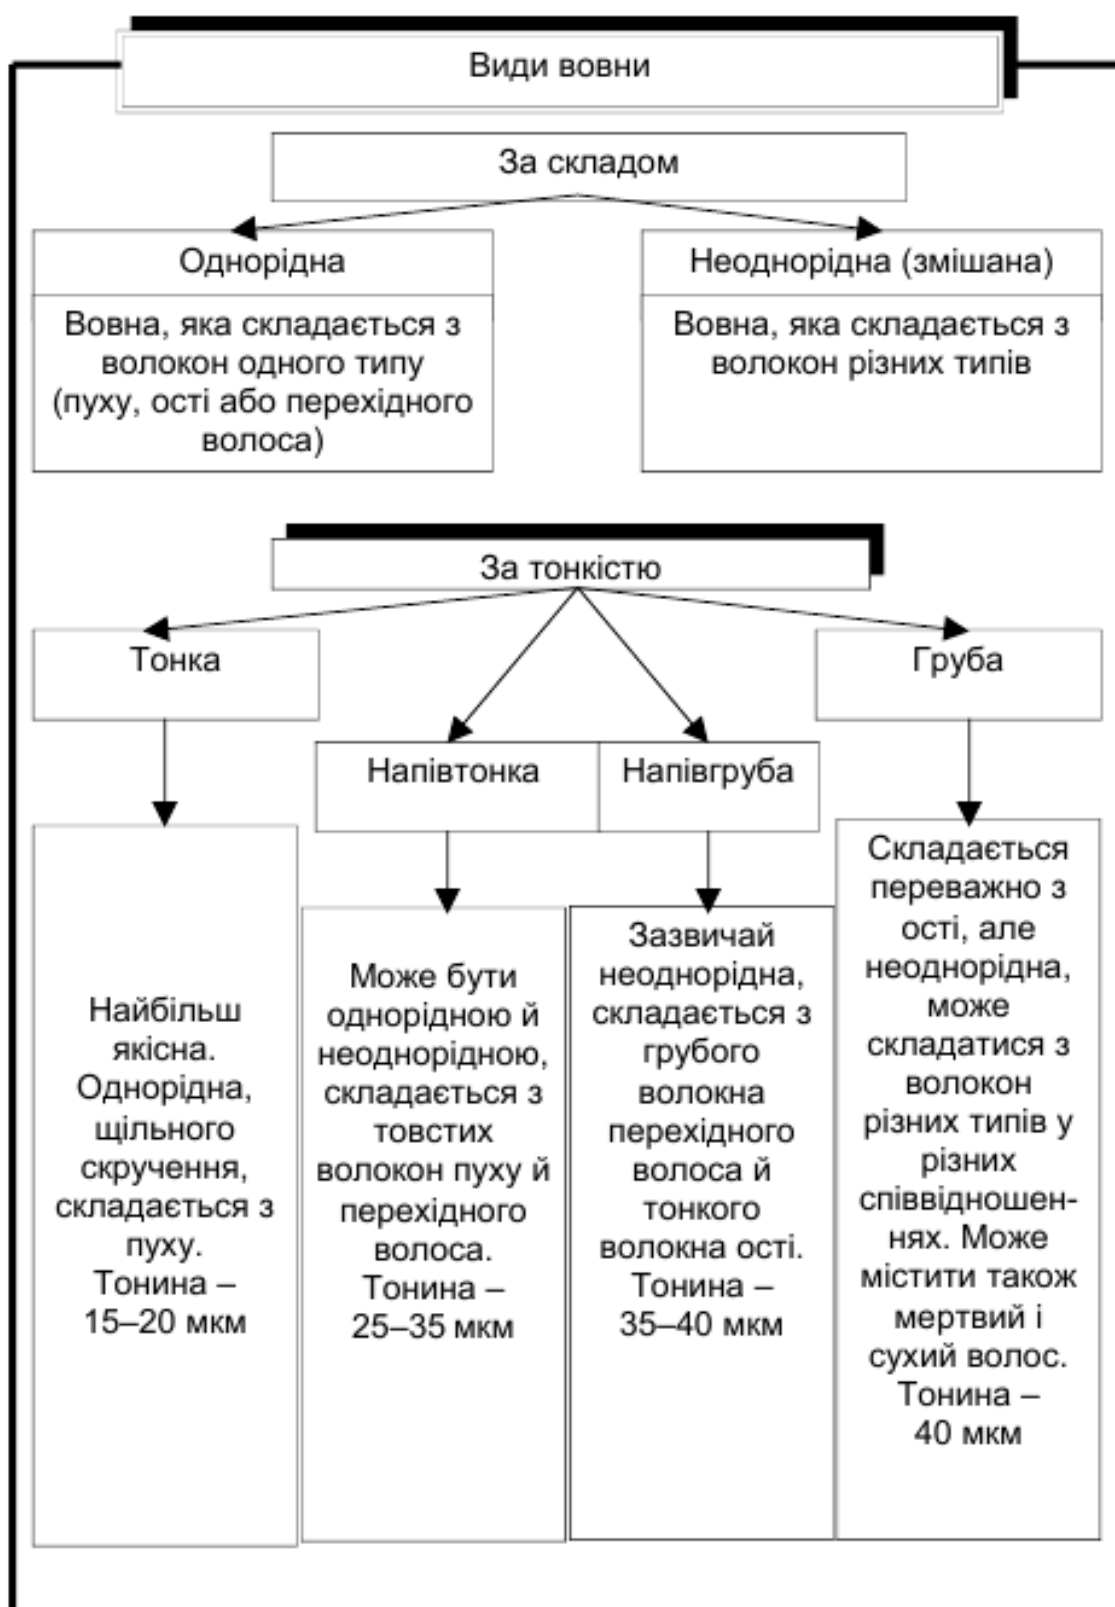 Види вовни
За складом
Однорідна
Вовна, яка складається з
волокон одного типу
(пуху, ості або перехідного
волоса)
Неоднорідна (змішана)
Вовна, яка складається з
волокон різних типів
За тонкістю
Тонка
Напівтонка
Напівгруба
Груба
Найбільш
якісна.
Однорідна,
щільного
скручення,
складається з
пуху.
Тонина –
15–20 мкм
Може бути
однорідною й
неоднорідною,
складається з
товстих
волокон пуху й
перехідного
волоса.
Тонина –
25–35 мкм
Зазвичай
неоднорідна,
складається з
грубого
волокна
перехідного
волоса й
тонкого
волокна ості.
Тонина –
35–40 мкм
Складається
переважно з
ості, але
неоднорідна,
може
складатися з
волокон
різних типів у
різних
співвідношен-
нях. Може
містити також
мертвий і
сухий волос.
Тонина –
40 мкм